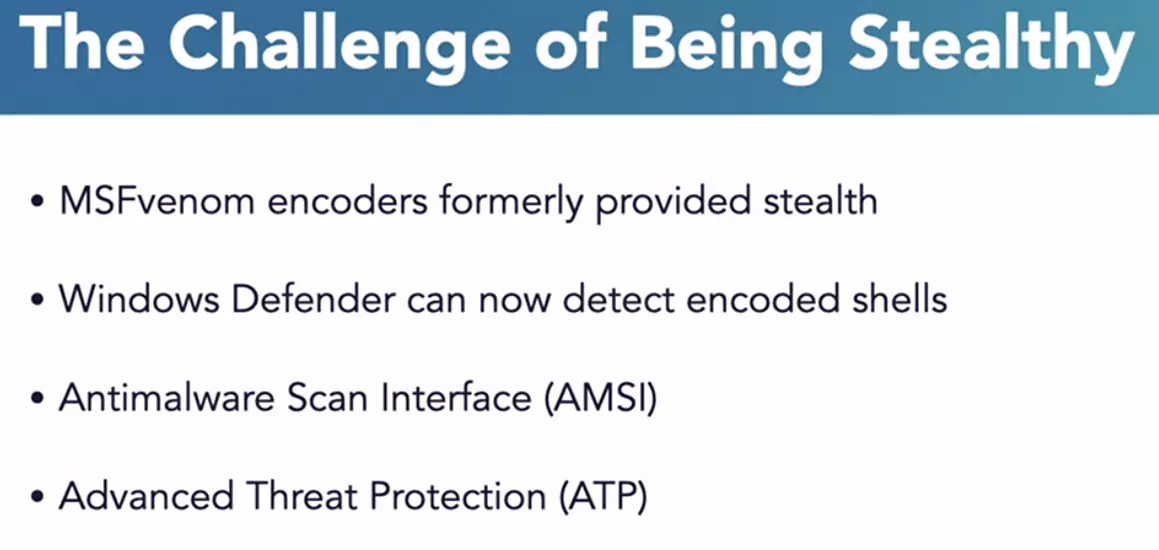 The Challenge of Being Stealthy
• MSFvenom encoders formerly provided stealth
• Windows Defender can now detect encoded shells
• Antimalware Scan Interface (AMSI)
• Advanced Threat Protection (ATP)